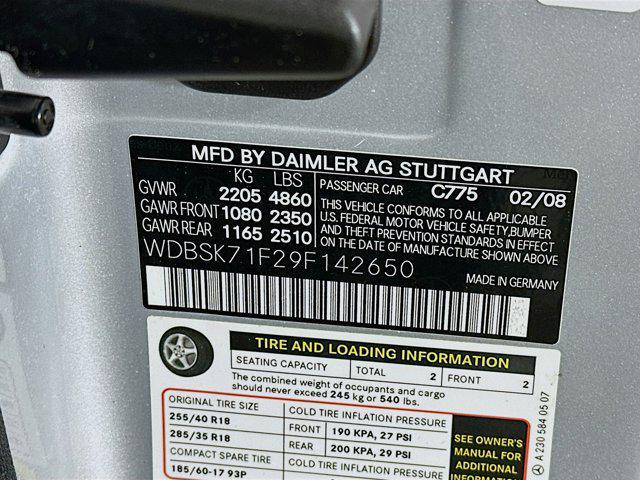 MFD BY DAIMLER AG STUTTGART
KG LBS
GVWR 2205 4860
GAWR FRONT 1080 2350
GAWR REAR 1165 2510
PASSENGER CAR C775 02/08
THIS VEHICLE CONFORMS TO ALL APPLICABLE
U.S. FEDERAL MOTOR VEHICLE SAFETY, BUMPER
AND THEFT PREVENTION STANDARDS IN EFFECT
ON THE DATE OF MANUFACTURE SHOWN ABOVE
WDBSK71F29F142650
MADE IN GERMANY
TIRE AND LOADING INFORMATION
SEATING CAPACITY TOTAL 2 FRONT 2
The combined weight of occupants and cargo
should never exceed 245 kg or 540 lbs.
ORIGINAL TIRE SIZE COLD TIRE INFLATION PRESSURE
255/40 R18 FRONT 190 KPA, 27 PSI
285/35 R18 REAR 200 KPA, 29 PSI
COMPACT SPARE TIRE COLD TIRE INFLATION PRESSURE
185/60-17 93P
SEE OWNER'S
MANUAL FOR
ADDITIONAL
INFORMATION
A 230 584 05 07